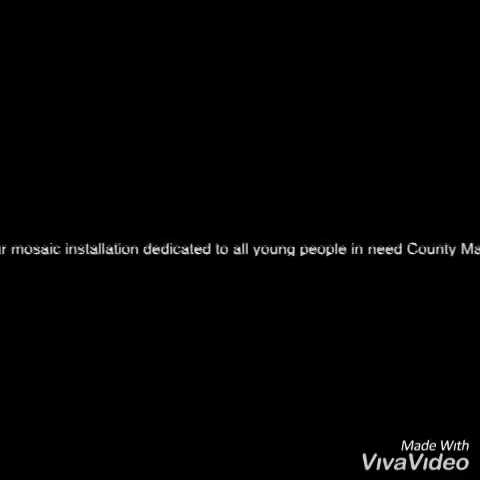 mosaic installation dedicated to all young people in need County
Made With
VivaVideo